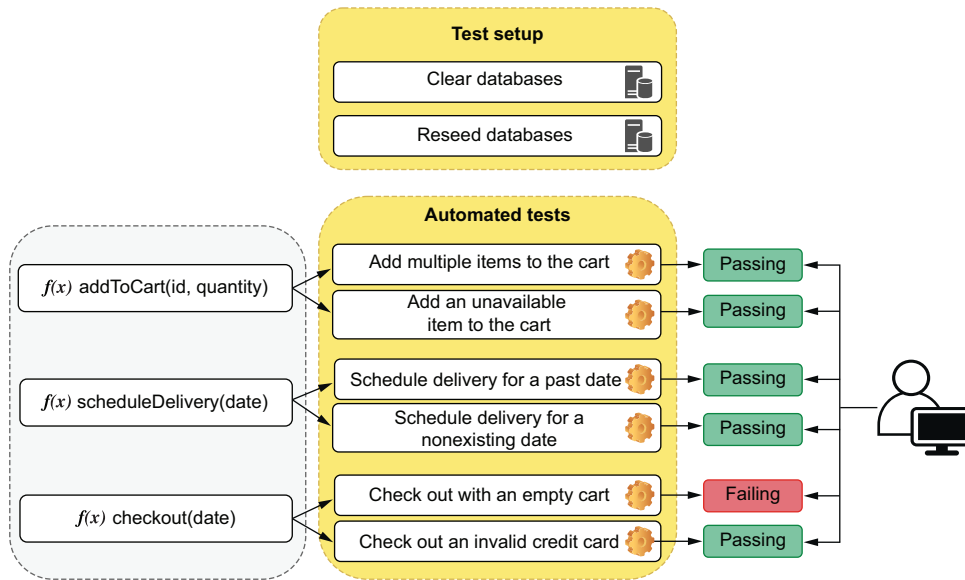 Test setup
Clear databases
Reseed databases
Automated tests
f(x) addToCart(id, quantity)
Add multiple items to the cart
Passing
Add an unavailable
item to the cart
Passing
f(x) scheduleDelivery(date)
Schedule delivery for a past date
Passing
Schedule delivery for a
nonexisting date
Passing
f(x) checkout(date)
Check out with an empty cart
Failing
Check out an invalid credit card
Passing